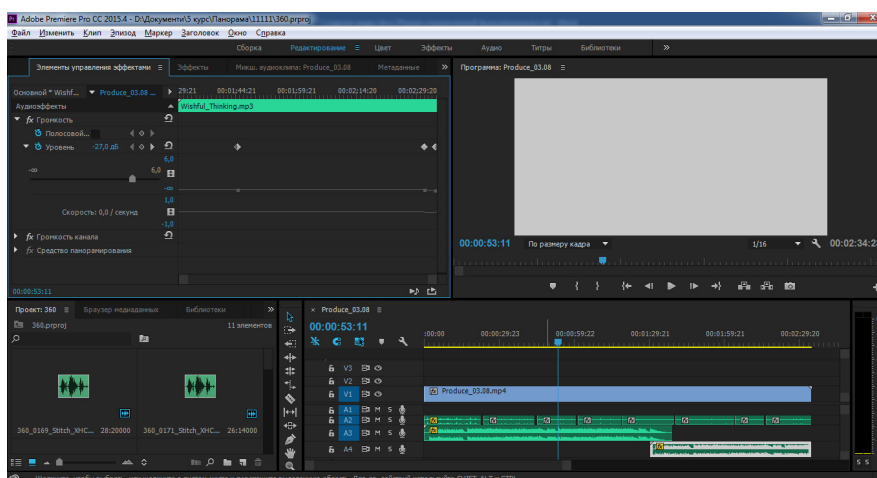 Adobe Premiere Pro CC 2015.4 - D:\Документи\5 курс\Панорама\11111\360.prproj
Файл Изменить Клип Эпизод Маркер Заголовок Окно Справка
Сборка Редактирование Цвет Эффекты Аудио Титры Библиотеки »
Элементы управления эффектами Эффекты Микш. аудиоклипа: Produce_03.08 Метаданные » Программа: Produce_03.08
Основной * Wishf... Produce_03.08 ... 29:21 00:01:44:21 00:01:59:21 00:02:14:20 00:02:29:20
Аудиоэффекты Wishful_Thinking.mp3
fx Громкость
Полосовой...
Уровень -27,0 дБ
6,0
-∞ 6,0
-∞
1,0
Скорость: 0,0 / секунд
-1,0
fx Громкость канала
fx Средство панорамирования
00:00:53:11 По размеру кадра 1/16 00:02:34:2
00:00:53:11
Проект: 360 Браузер медиаданных Библиотеки » × Produce_03.08
360.prproj 11 элементов 00:00:53:11
:00:00 00:00:29:23 00:00:59:22 00:01:29:21 00:01:59:21 00:02:29:20
V3
V2
V1 fx Produce_03.08.mp4
A1 M S
A2 M S
A3 M S
A4 M S
360_0169_Stitch_XHC... 28:20000 360_0171_Stitch_XHC... 26:14000
S S